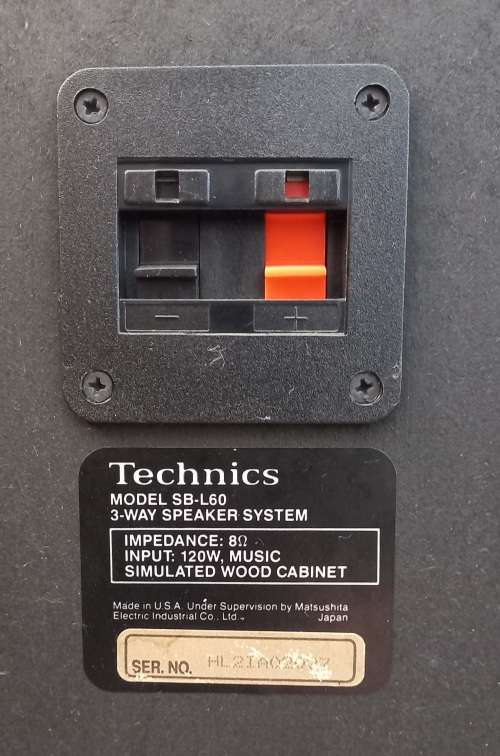 − +
Technics
MODEL SB-L60
3-WAY SPEAKER SYSTEM
IMPEDANCE: 8Ω
INPUT: 120W, MUSIC
SIMULATED WOOD CABINET
Made in U.S.A. Under Supervision by Matsushita
Electric Industrial Co., Ltd., Japan
SER. NO.